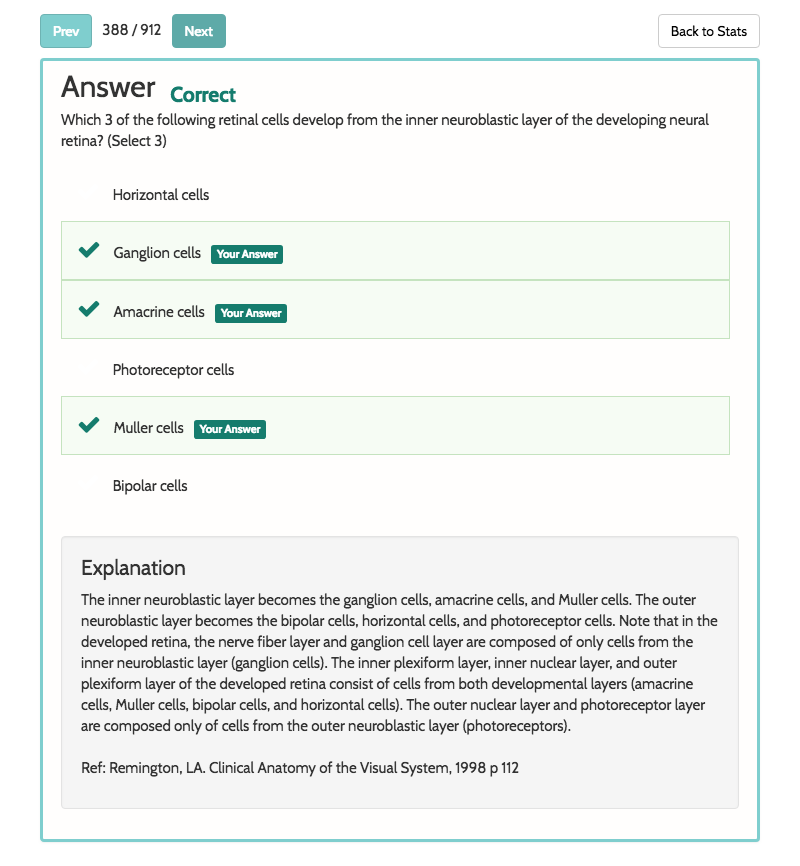 Prev 388 / 912 Next Back to Stats
Answer Correct
Which 3 of the following retinal cells develop from the inner neuroblastic layer of the developing neural
retina? (Select 3)
Horizontal cells
Ganglion cells Your Answer
Amacrine cells Your Answer
Photoreceptor cells
Muller cells Your Answer
Bipolar cells
Explanation
The inner neuroblastic layer becomes the ganglion cells, amacrine cells, and Muller cells. The outer
neuroblastic layer becomes the bipolar cells, horizontal cells, and photoreceptor cells. Note that in the
developed retina, the nerve fiber layer and ganglion cell layer are composed of only cells from the
inner neuroblastic layer (ganglion cells). The inner plexiform layer, inner nuclear layer, and outer
plexiform layer of the developed retina consist of cells from both developmental layers (amacrine
cells, Muller cells, bipolar cells, and horizontal cells). The outer nuclear layer and photoreceptor layer
are composed only of cells from the outer neuroblastic layer (photoreceptors).
Ref: Remington, LA. Clinical Anatomy of the Visual System, 1998 p 112